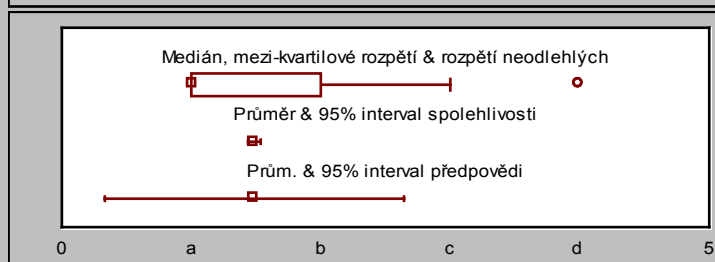 Medián, mezi-kvartilové rozpětí & rozpětí neodlehlých
Průměr & 95% interval spolehlivosti
Prům. & 95% interval předpovědi
0 a b c d 5